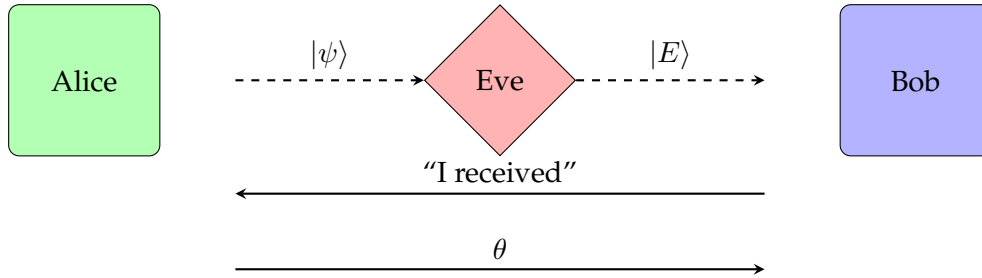 |ψ⟩
|E⟩
Alice
Eve
Bob
“I received”
θ